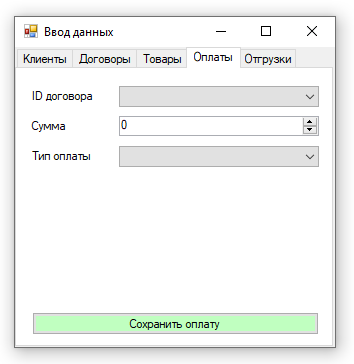 Ввод данных
Клиенты Договоры Товары Оплаты Отгрузки
ID договора
Сумма 0
Тип оплаты
Сохранить оплату